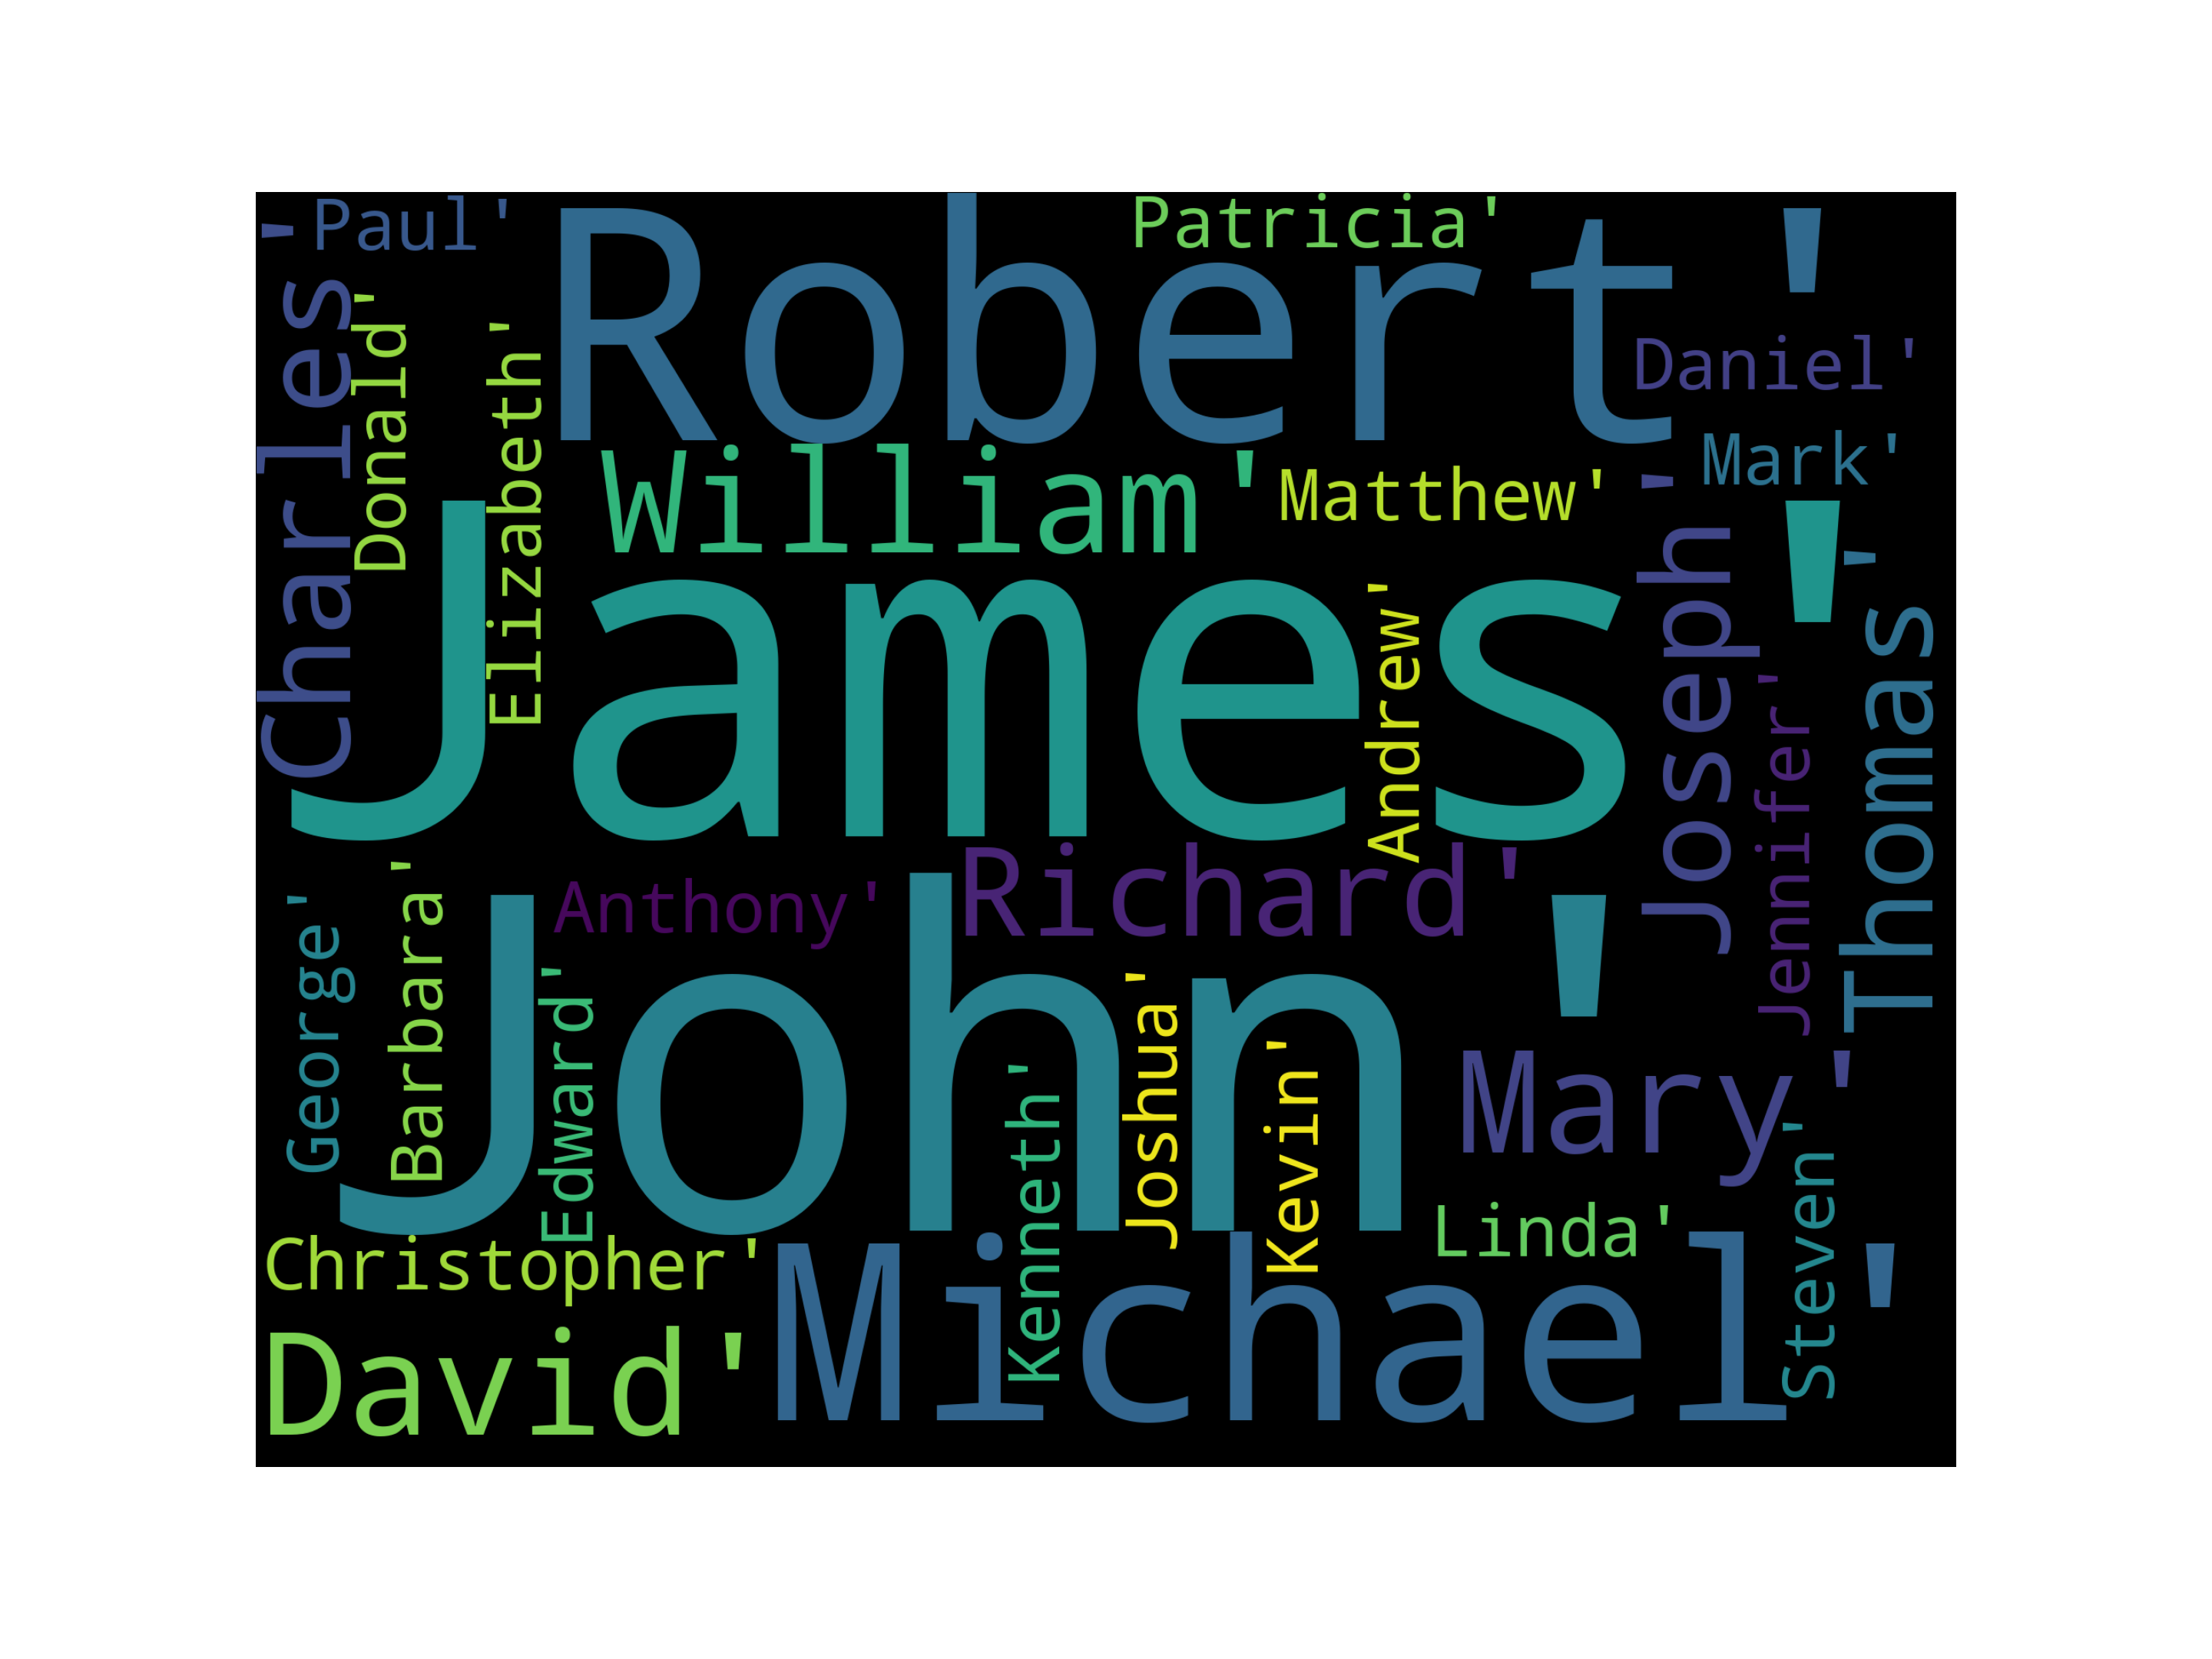 Paul'
Patricia'
Robert'
Charles'
Donald'
Elizabeth'
Daniel'
Mark'
William'
Matthew'
James'
Andrew'
Joseph'
Jennifer'
Thomas'
Richard'
Anthony'
George'
Barbara'
Edward'
John'
Kenneth'
Joshua'
Kevin'
Mary'
Steven'
Linda'
Christopher'
Michael'
David'